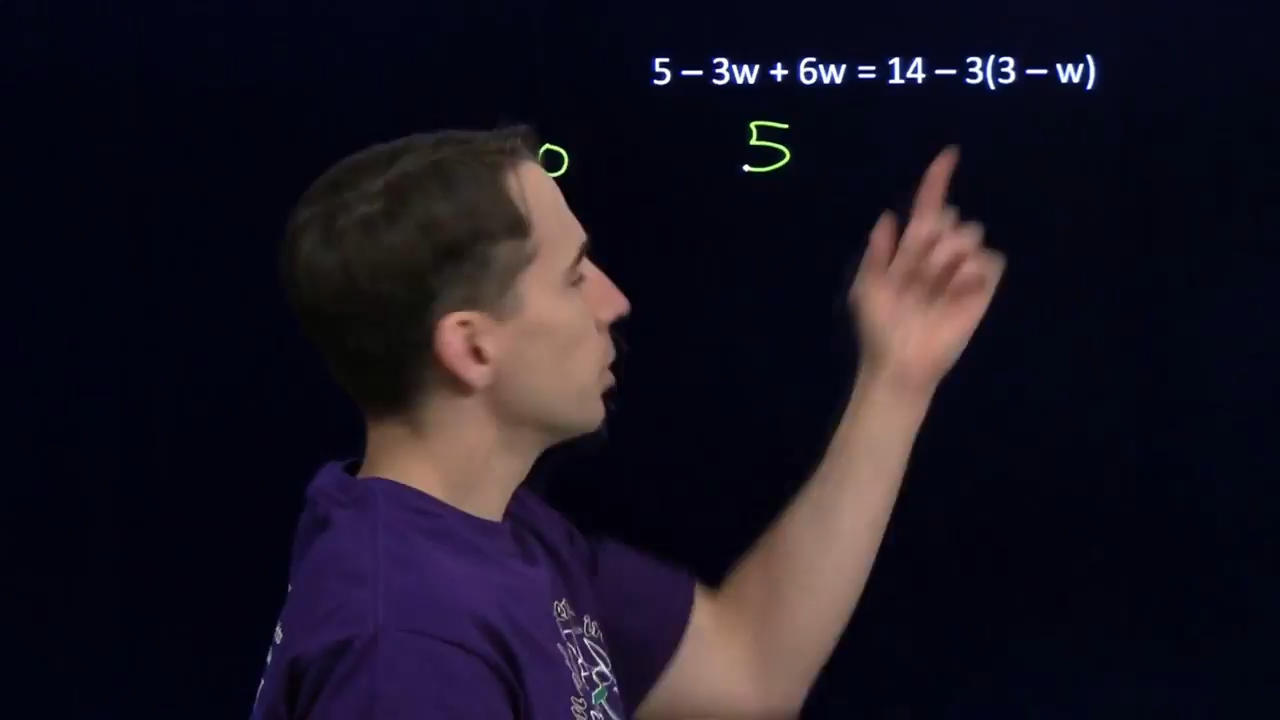 5 – 3w + 6w = 14 – 3(3 – w)
5